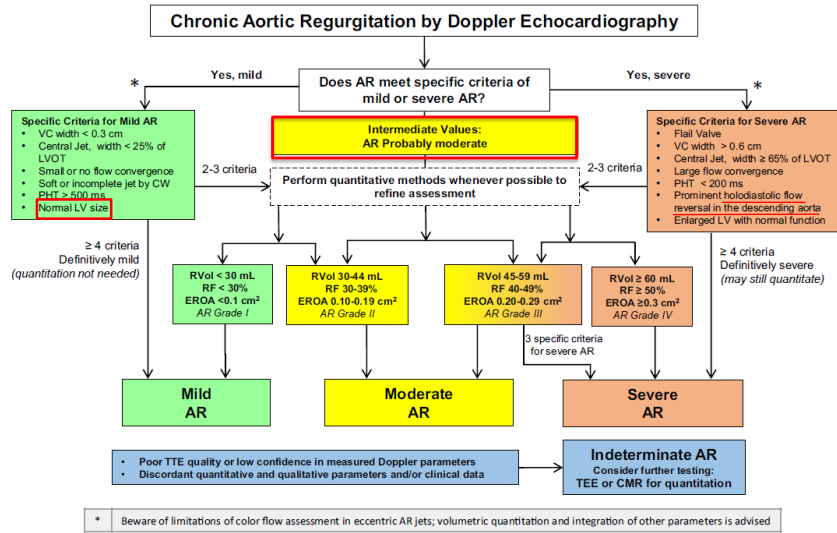 Chronic Aortic Regurgitation by Doppler Echocardiography
Yes, mild
Does AR meet specific criteria of
mild or severe AR?
Yes, severe
*
*
Specific Criteria for Mild AR
• VC width < 0.3 cm
• Central Jet, width < 25% of
LVOT
• Small or no flow convergence
• Soft or incomplete jet by CW
• PHT > 500 ms
• Normal LV size
Intermediate Values:
AR Probably moderate
Specific Criteria for Severe AR
• Flail Valve
• VC width > 0.6 cm
• Central Jet, width ≥ 65% of LVOT
• Large flow convergence
• PHT < 200 ms
• Prominent holodiastolic flow
reversal in the descending aorta
• Enlarged LV with normal function
2-3 criteria
Perform quantitative methods whenever possible to
refine assessment
2-3 criteria
≥ 4 criteria
Definitively mild
(quantitation not needed)
RVol < 30 mL
RF < 30%
EROA <0.1 cm²
AR Grade I
RVol 30-44 mL
RF 30-39%
EROA 0.10-0.19 cm²
AR Grade II
RVol 45-59 mL
RF 40-49%
EROA 0.20-0.29 cm²
AR Grade III
RVol ≥ 60 mL
RF ≥ 50%
EROA ≥0.3 cm²
AR Grade IV
≥ 4 criteria
Definitively severe
(may still quantitate)
3 specific criteria
for severe AR
Mild
AR
Moderate
AR
Severe
AR
• Poor TTE quality or low confidence in measured Doppler parameters
• Discordant quantitative and qualitative parameters and/or clinical data
Indeterminate AR
Consider further testing:
TEE or CMR for quantitation
* Beware of limitations of color flow assessment in eccentric AR jets; volumetric quantitation and integration of other parameters is advised